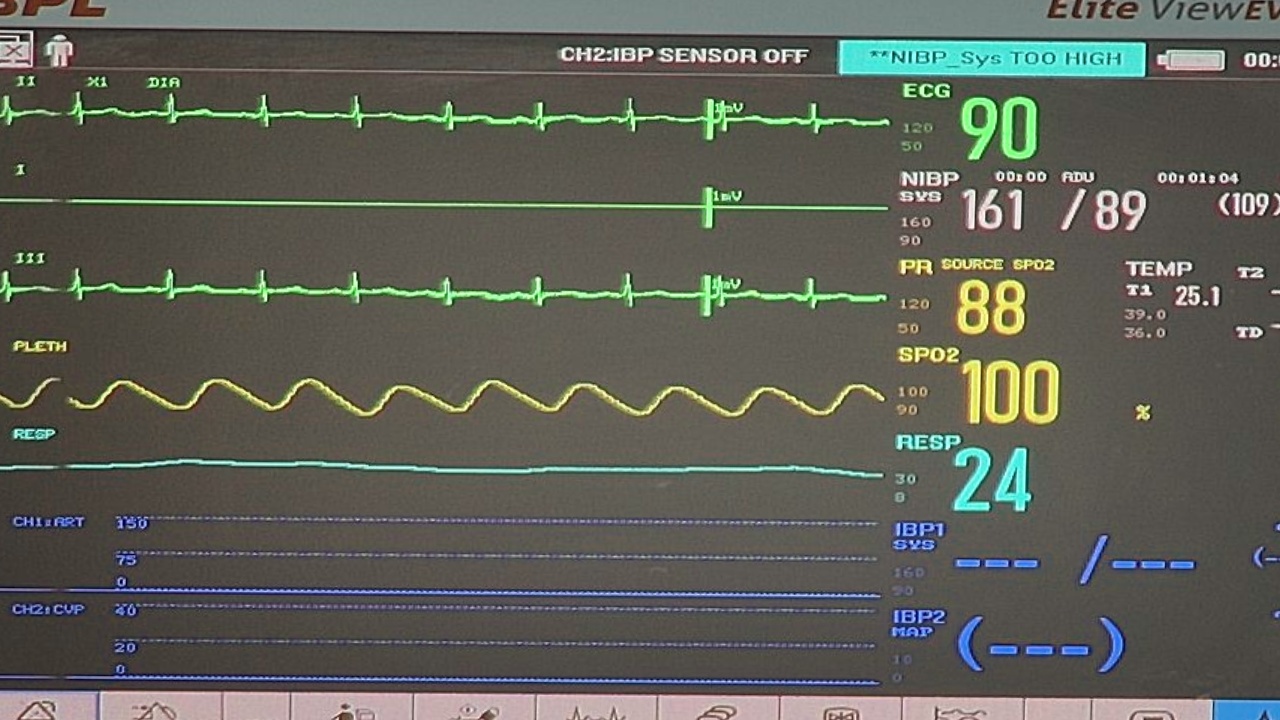 BPL
Elite ViewEV
CH2:IBP SENSOR OFF
**NIBP_Sys TOO HIGH
00:
II X1 DIA
1mV
ECG
120
50
90
I
1mV
NIBP 00:00 ADU 00:01:04
SYS
160
90
161 / 89 (109)
III
PR SOURCE SPO2
120
50
88
TEMP T2
T1 25.1
39.0
36.0
TD
PLETH
SPO2
100
90
100
%
RESP
RESP
30
8
24
CH1:ART
150
75
0
IBP1
SYS
160
90
--- / ---
(-
CH2:CVP
40
20
0
IBP2
MAP
10
0
(---)